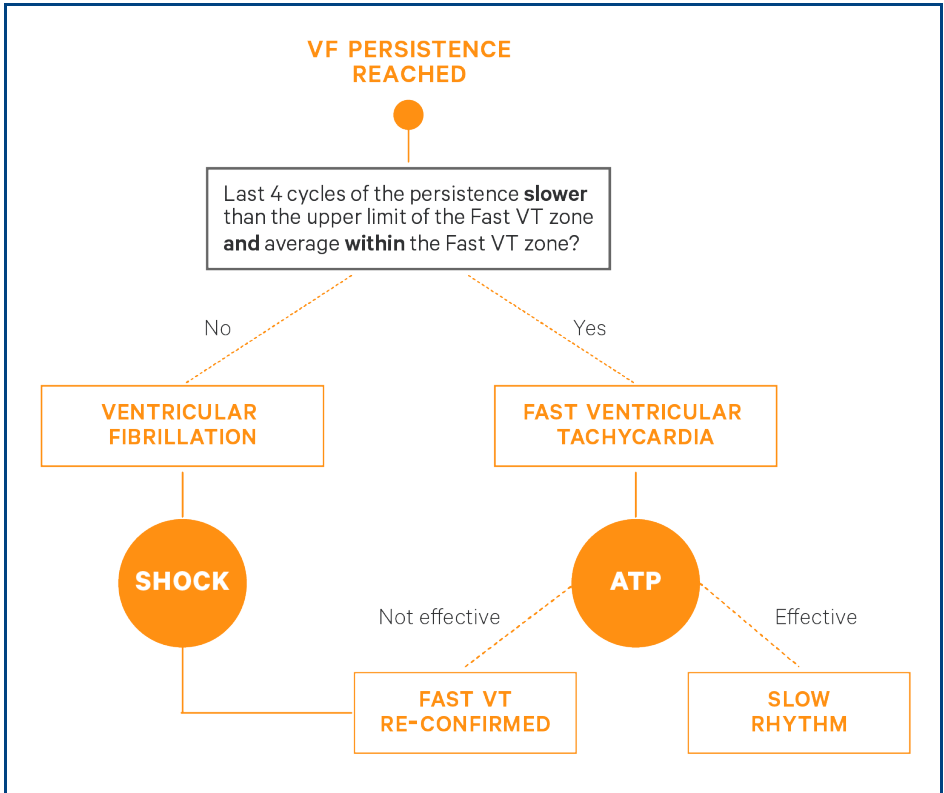 VF PERSISTENCE
REACHED
Last 4 cycles of the persistence slower
than the upper limit of the Fast VT zone
and average within the Fast VT zone?
No
Yes
VENTRICULAR
FIBRILLATION
FAST VENTRICULAR
TACHYCARDIA
SHOCK
ATP
Not effective
Effective
FAST VT
RE-CONFIRMED
SLOW
RHYTHM